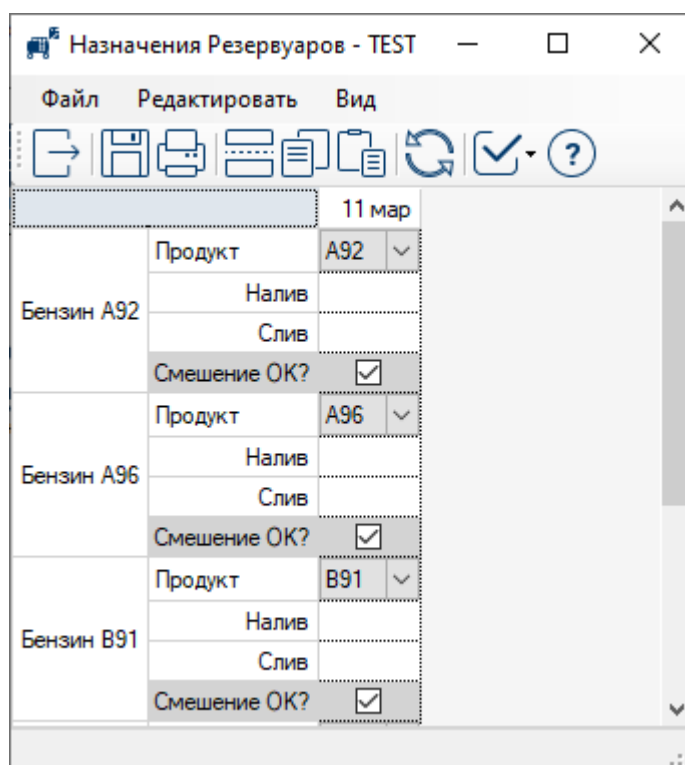 Назначения Резервуаров - TEST
Файл Редактировать Вид
?
11 мар
Бензин A92
Продукт A92
Налив
Слив
Смешение ОК?
Бензин A96
Продукт A96
Налив
Слив
Смешение ОК?
Бензин B91
Продукт B91
Налив
Слив
Смешение ОК?